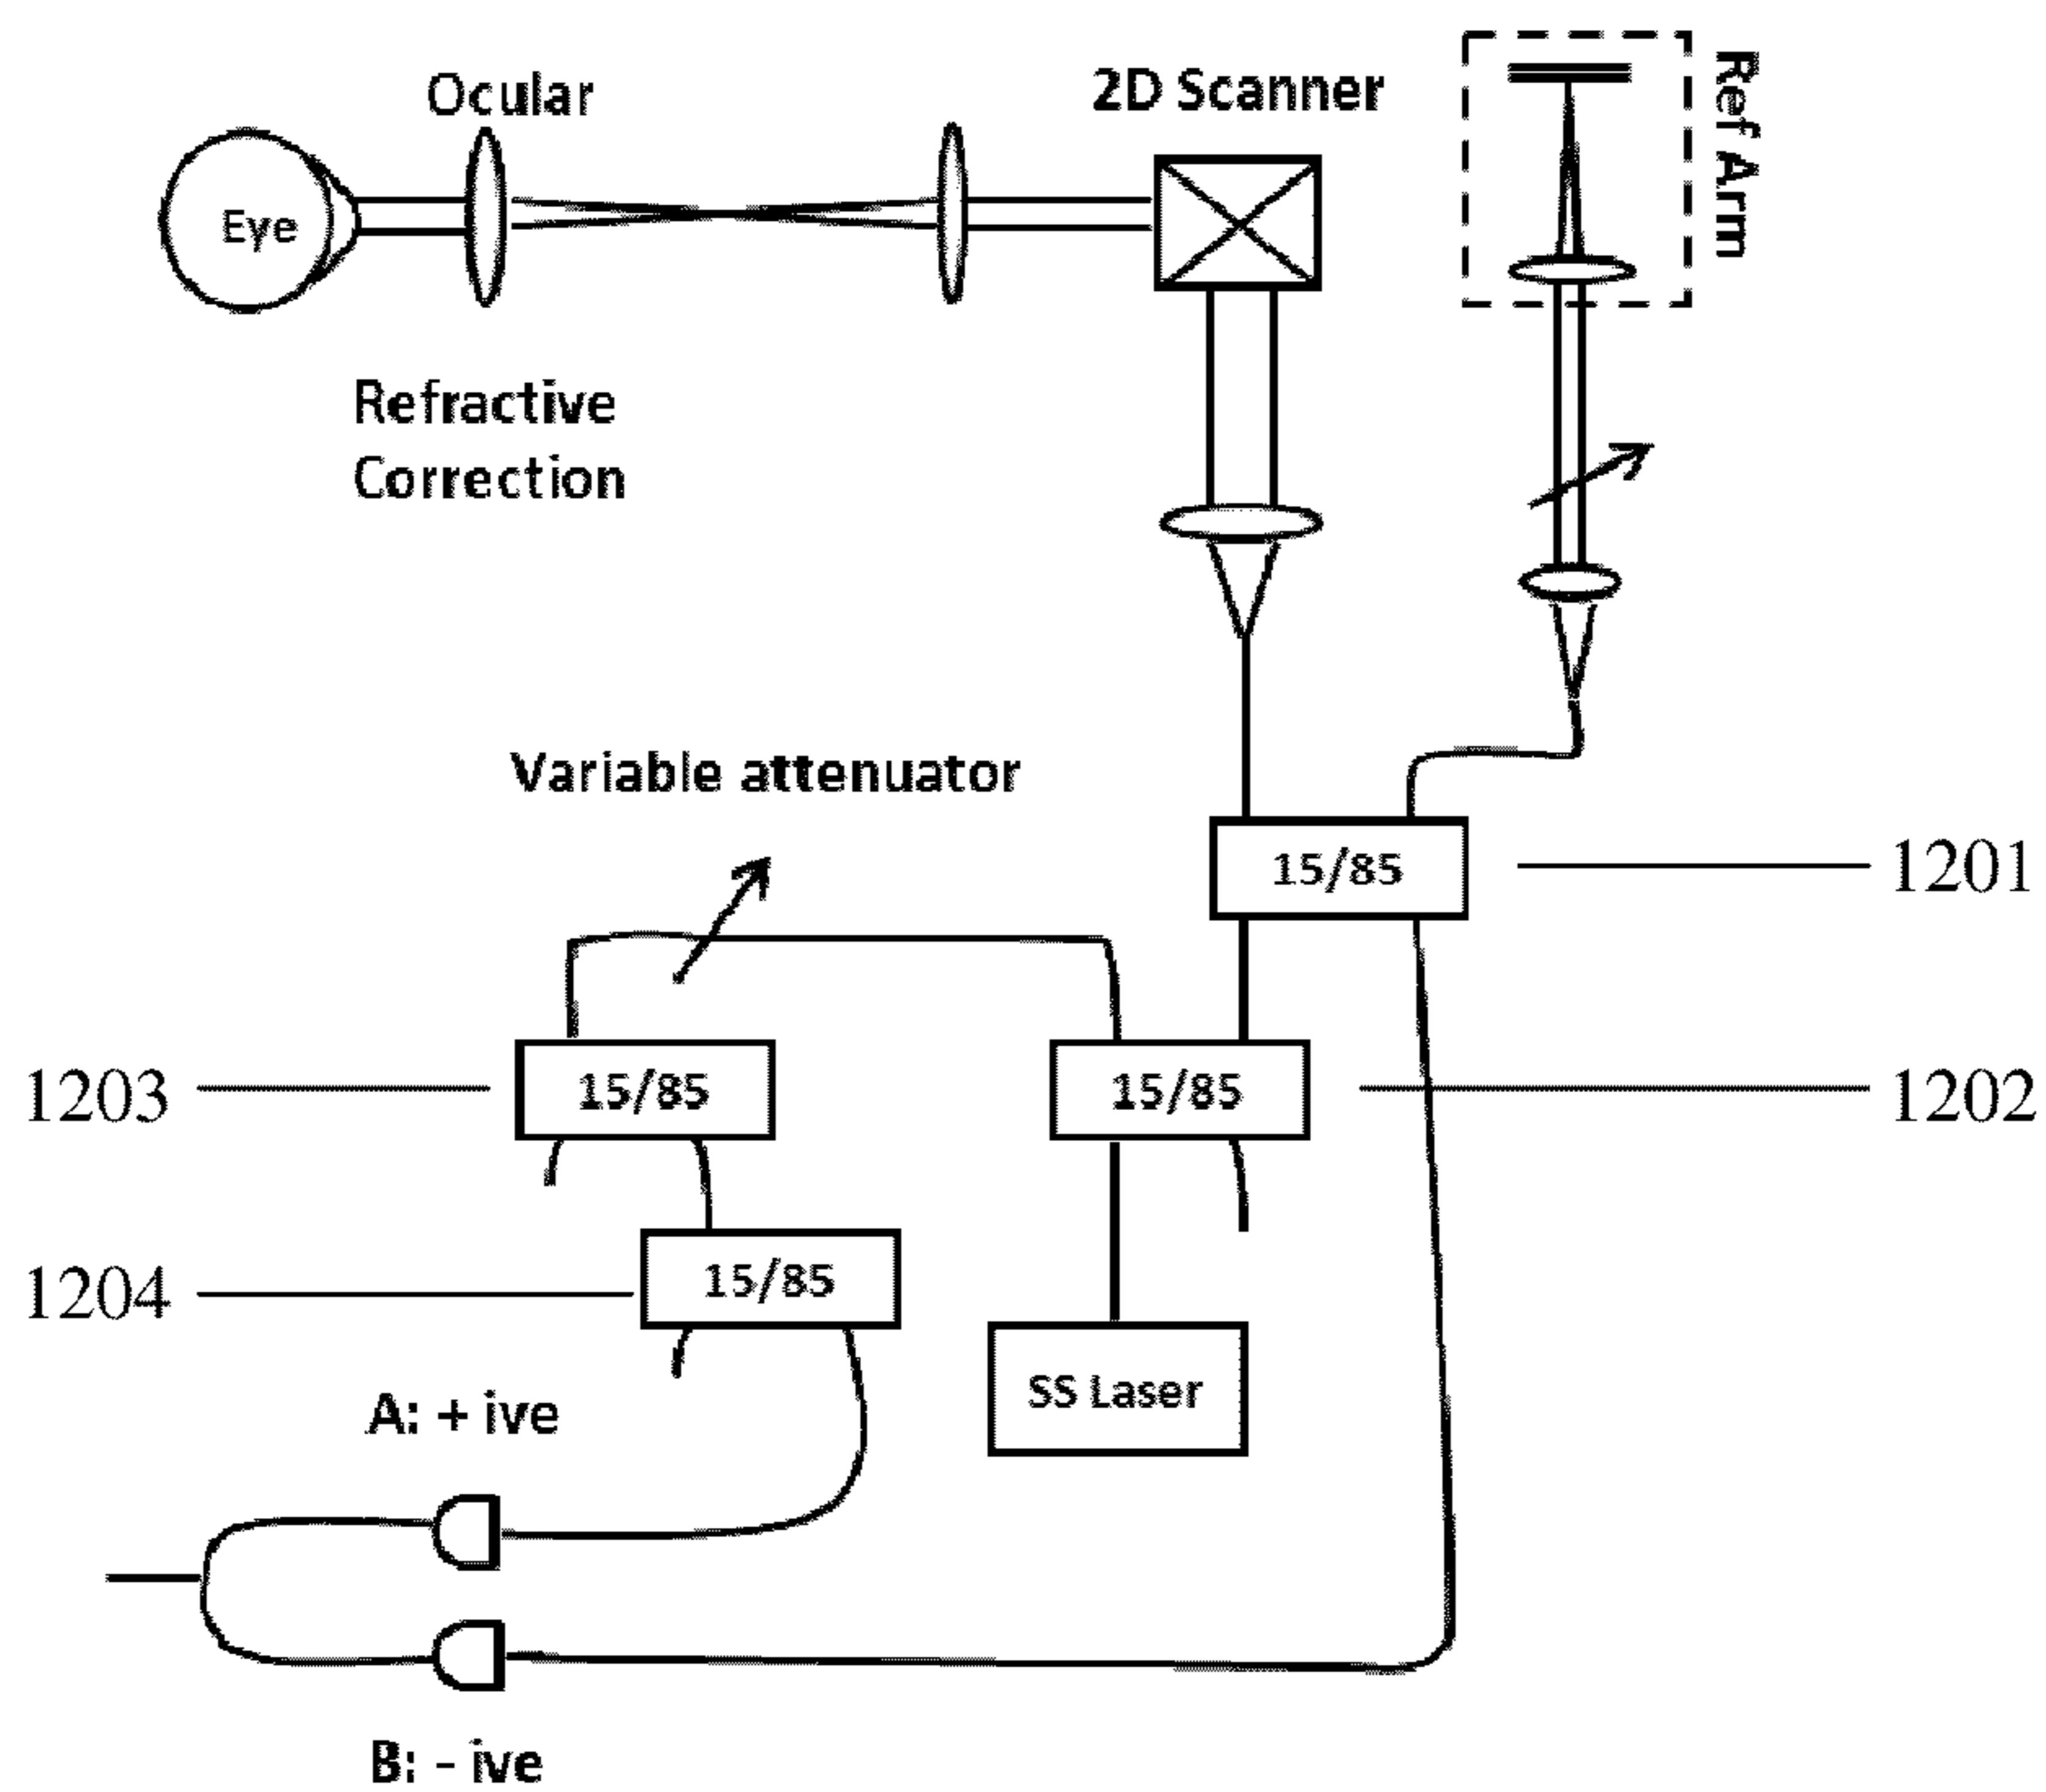 Ocular
2D Scanner
Ref Arm
Eye
Refractive
Correction
Variable attenuator
15/85
1201
1203
15/85
15/85
1202
1204
15/85
SS Laser
A: + ive
B: - ive